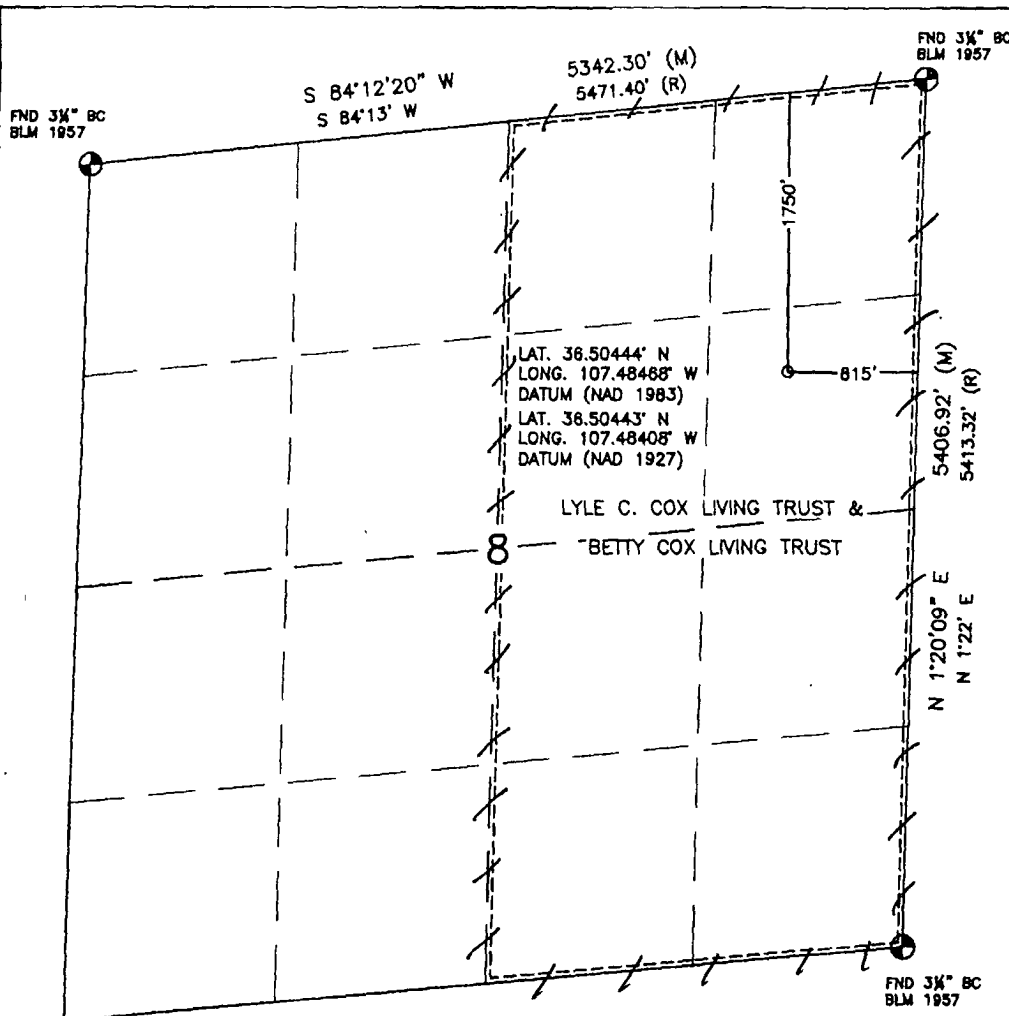 FND 3¼" BC
BLM 1957
S 84°12'20" W
S 84°13' W
5342.30' (M)
5471.40' (R)
FND 3¼" BC
BLM 1957
1750'
815'
LAT. 36.50444° N
LONG. 107.48468° W
DATUM (NAD 1983)
LAT. 36.50443° N
LONG. 107.48408° W
DATUM (NAD 1927)
5406.92' (M)
5413.32' (R)
LYLE C. COX LIVING TRUST &
BETTY COX LIVING TRUST
8
N 1°20'09" E
N 1°22' E
FND 3¼" BC
BLM 1957